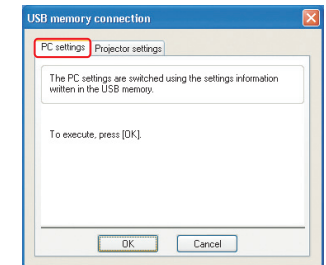 USB memory connection
PC settings Projector settings
The PC settings are switched using the settings information
written in the USB memory.
To execute, press [OK].
OK Cancel